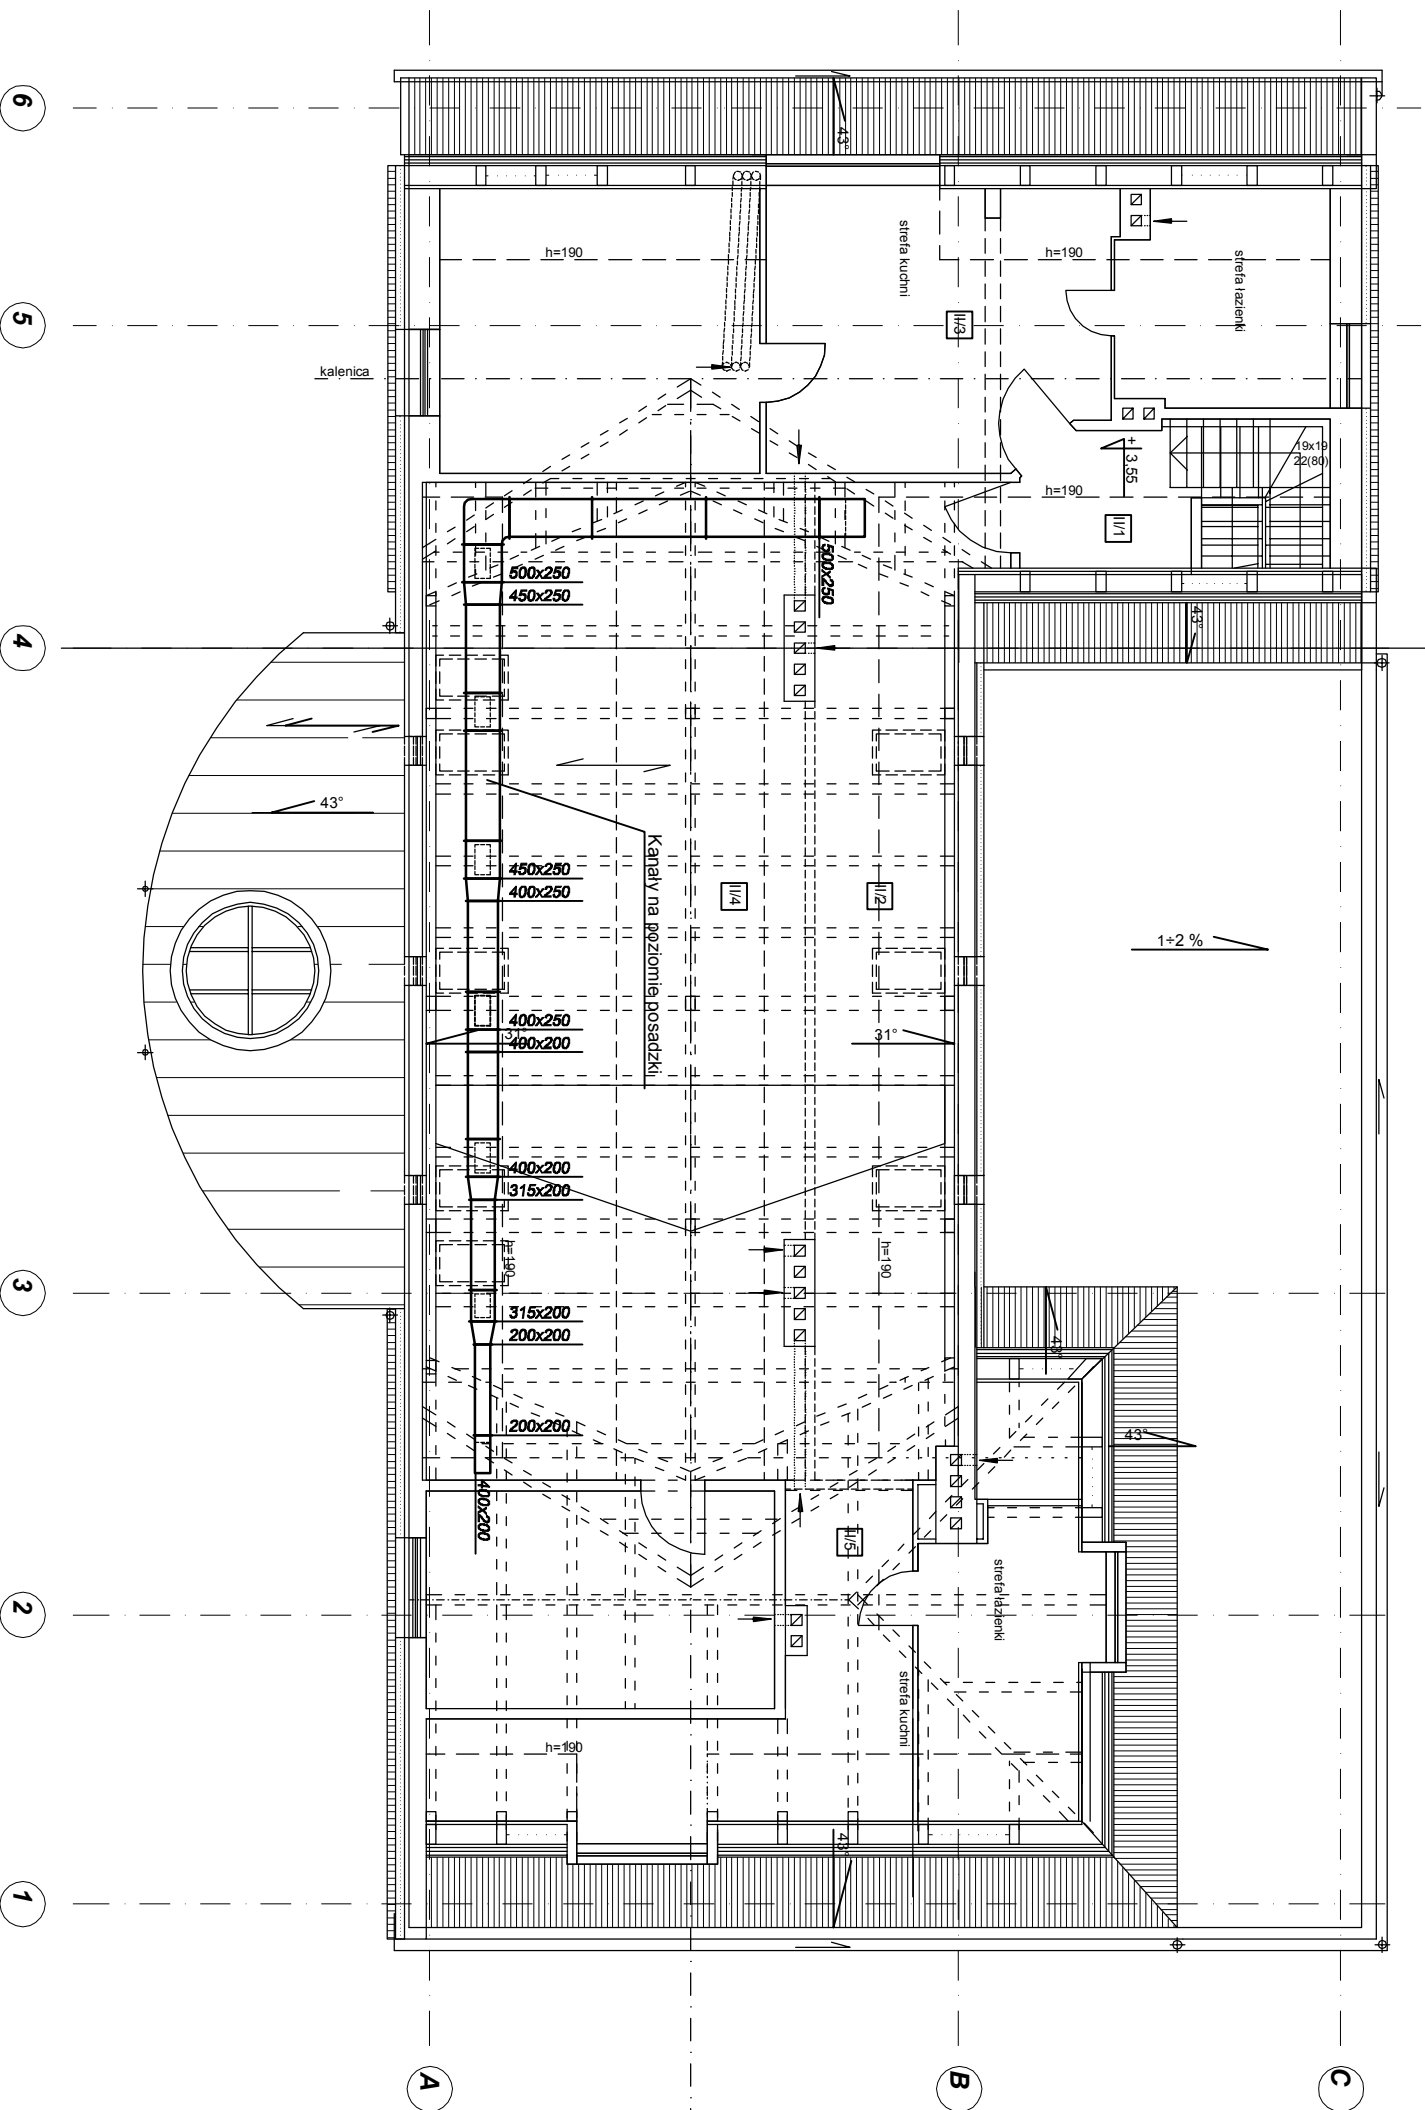 6
43°
h=190
strefa kuchni
h=190
strefa łazienki
5
II/3
kalenica
+ 3,55
19x19
22(80)
h=190
II/1
500x250
450x250
500x250
4
43°
43°
Kanały na poziomie posadzki
450x250
400x250
II/4
II/2
1÷2 %
400x250
31°
400x200
31°
400x200
315x200
h=190
h=190
3
315x200
200x200
43°
200x200
43°
400x200
II/5
strefa łazienki
2
strefa kuchni
h=190
43°
1
A
B
C